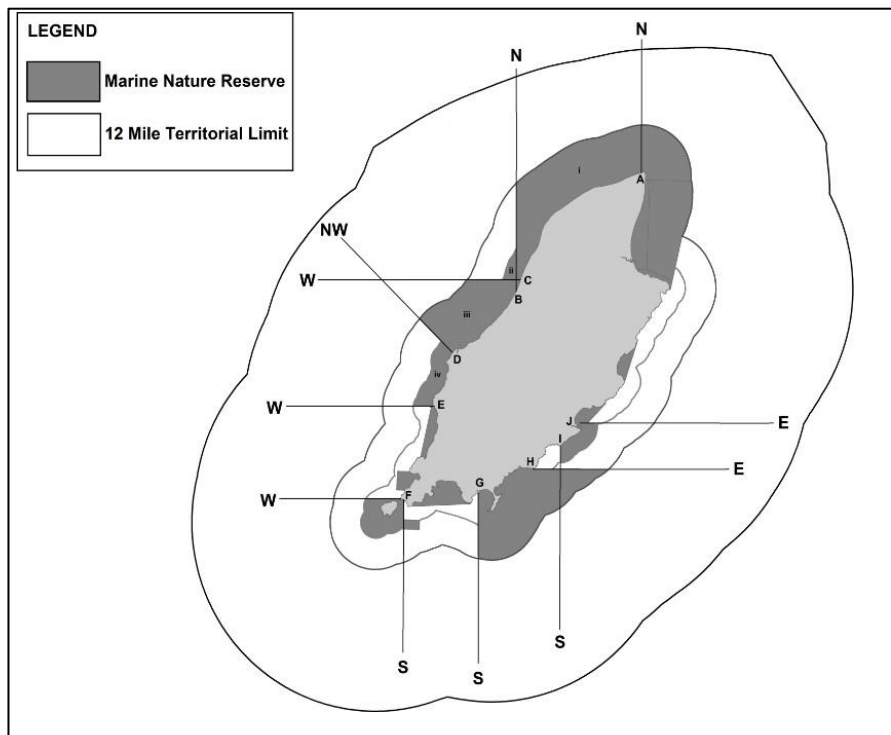 LEGEND
Marine Nature Reserve
12 Mile Territorial Limit
N
N
A
i
NW
W
ii
C
B
iii
D
iv
E
W
J
E
I
H
E
G
W
F
S
S
S